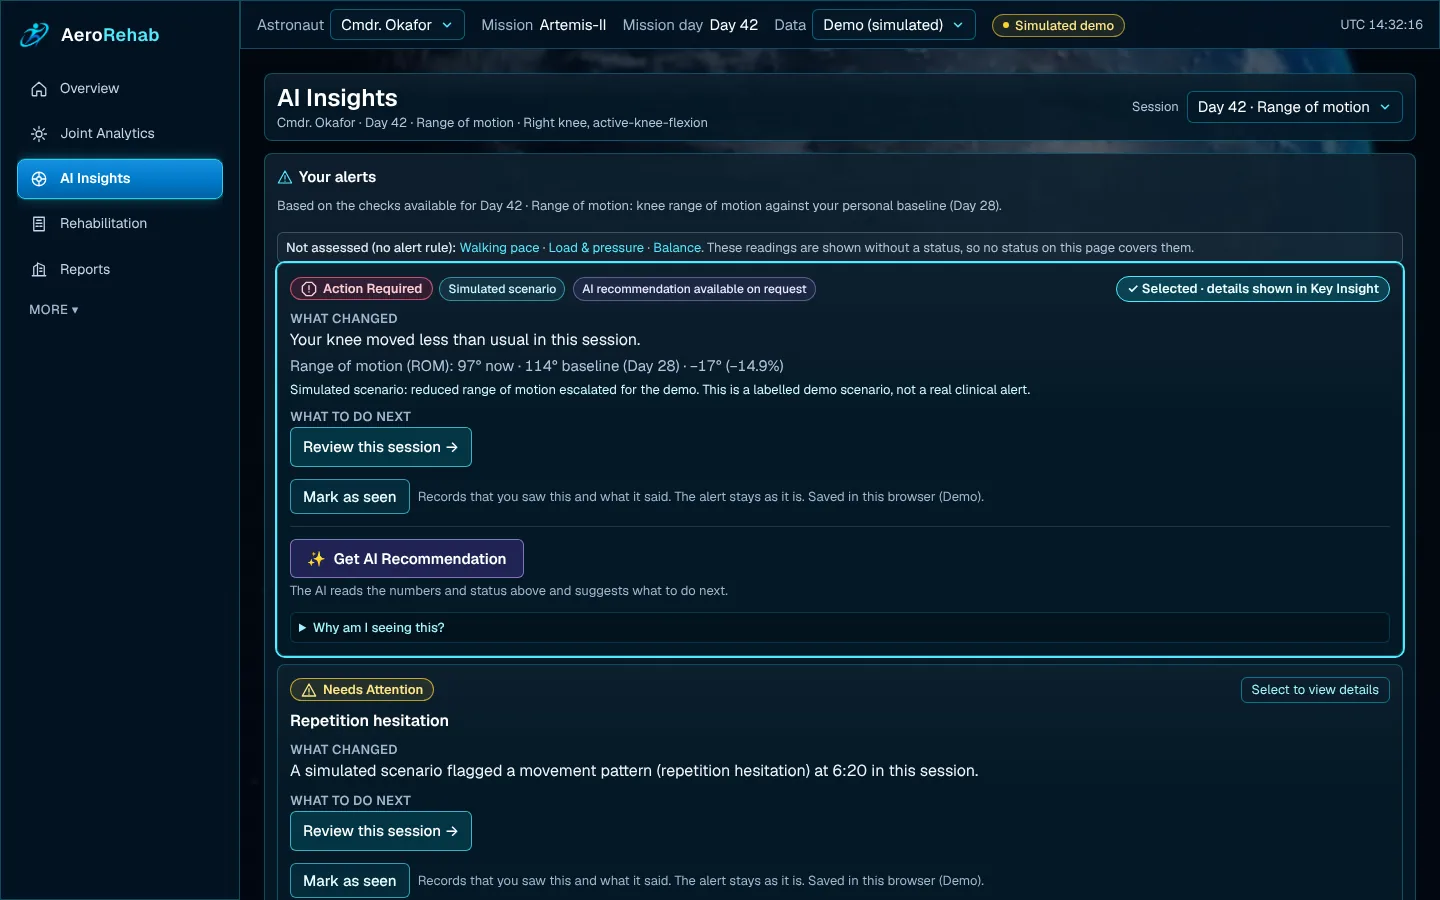 AeroRehab
Overview
Joint Analytics
AI Insights
Rehabilitation
Reports
MORE ▾
Astronaut Cmdr. Okafor Mission Artemis-II Mission day Day 42 Data Demo (simulated) Simulated demo UTC 14:32:16
AI Insights
Cmdr. Okafor · Day 42 · Range of motion · Right knee, active-knee-flexion
Session Day 42 · Range of motion
Your alerts
Based on the checks available for Day 42 · Range of motion: knee range of motion against your personal baseline (Day 28).
Not assessed (no alert rule): Walking pace · Load & pressure · Balance. These readings are shown without a status, so no status on this page covers them.
Action Required Simulated scenario AI recommendation available on request ✓ Selected · details shown in Key Insight
WHAT CHANGED
Your knee moved less than usual in this session.
Range of motion (ROM): 97° now · 114° baseline (Day 28) · −17° (−14.9%)
Simulated scenario: reduced range of motion escalated for the demo. This is a labelled demo scenario, not a real clinical alert.
WHAT TO DO NEXT
Review this session →
Mark as seen Records that you saw this and what it said. The alert stays as it is. Saved in this browser (Demo).
✨ Get AI Recommendation
The AI reads the numbers and status above and suggests what to do next.
▶ Why am I seeing this?
Needs Attention Select to view details
Repetition hesitation
WHAT CHANGED
A simulated scenario flagged a movement pattern (repetition hesitation) at 6:20 in this session.
WHAT TO DO NEXT
Review this session →
Mark as seen Records that you saw this and what it said. The alert stays as it is. Saved in this browser (Demo).